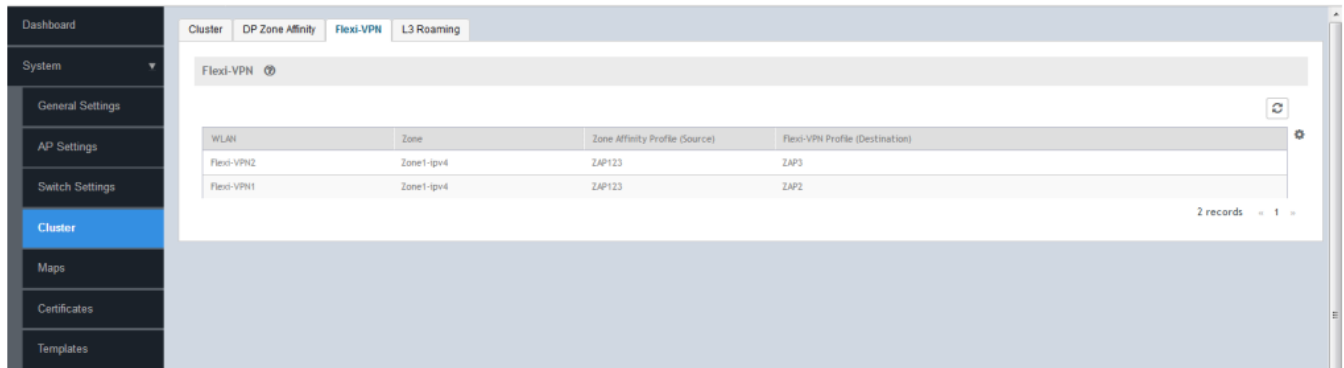 Dashboard
System
General Settings
AP Settings
Switch Settings
Cluster
Maps
Certificates
Templates
Cluster DP Zone Affinity Flexi-VPN L3 Roaming
Flexi-VPN ?
WLAN Zone Zone Affinity Profile (Source) Flexi-VPN Profile (Destination)
Flexi-VPN2 Zone1-ipv4 ZAP123 ZAP3
Flexi-VPN1 Zone1-ipv4 ZAP123 ZAP2
2 records « 1 »